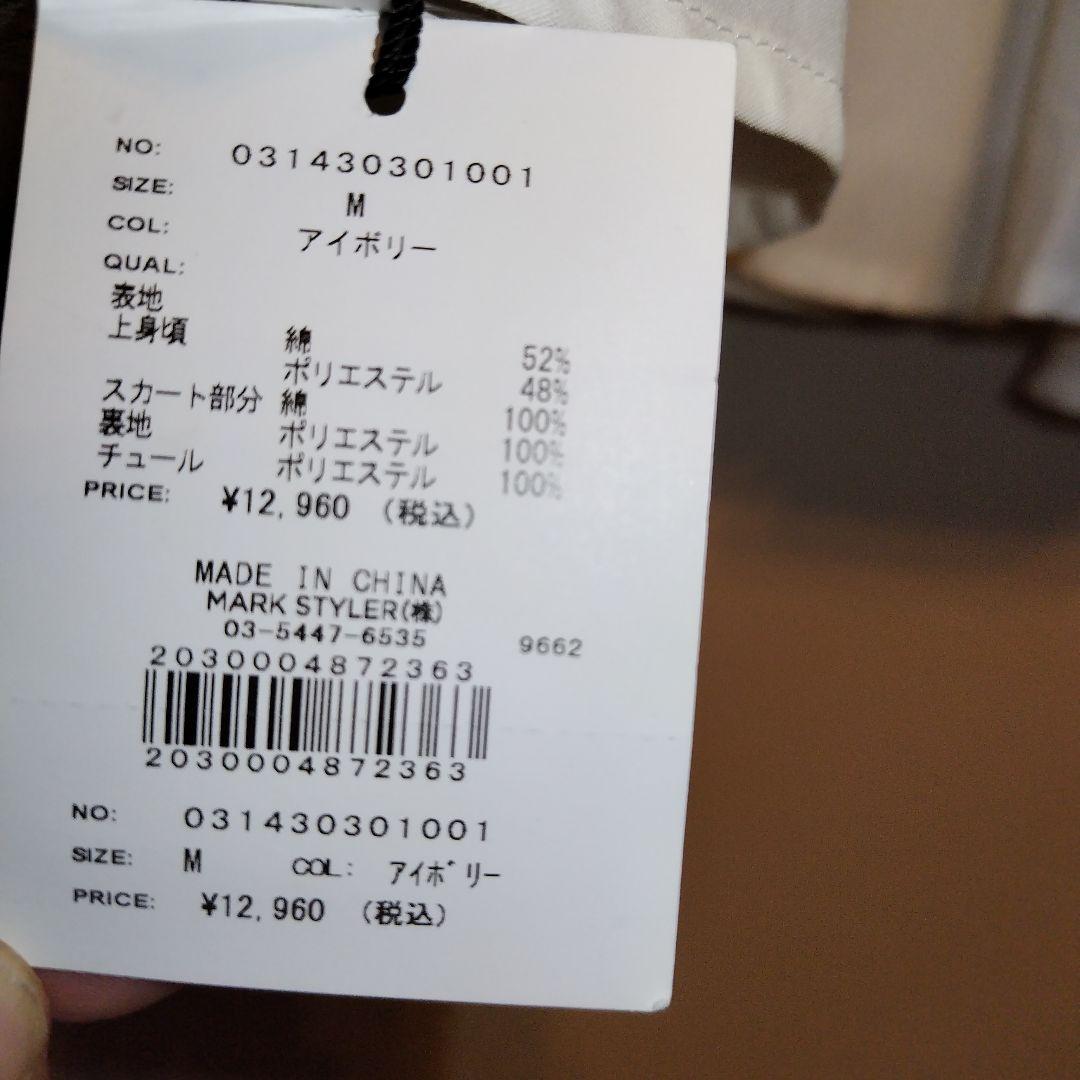 NO: 031430301001
SIZE: M
COL: アイボリー
QUAL:
表地
上身頃 綿 52%
ポリエステル 48%
スカート部分 綿 100%
裏地 ポリエステル 100%
チュール ポリエステル 100%
PRICE: ¥12,960 (税込)
MADE IN CHINA
MARK STYLER(株)
03-5447-6535 9662
2030004872363
2030004872363
NO: 031430301001
SIZE: M COL: アイボリー
PRICE: ¥12,960 (税込)